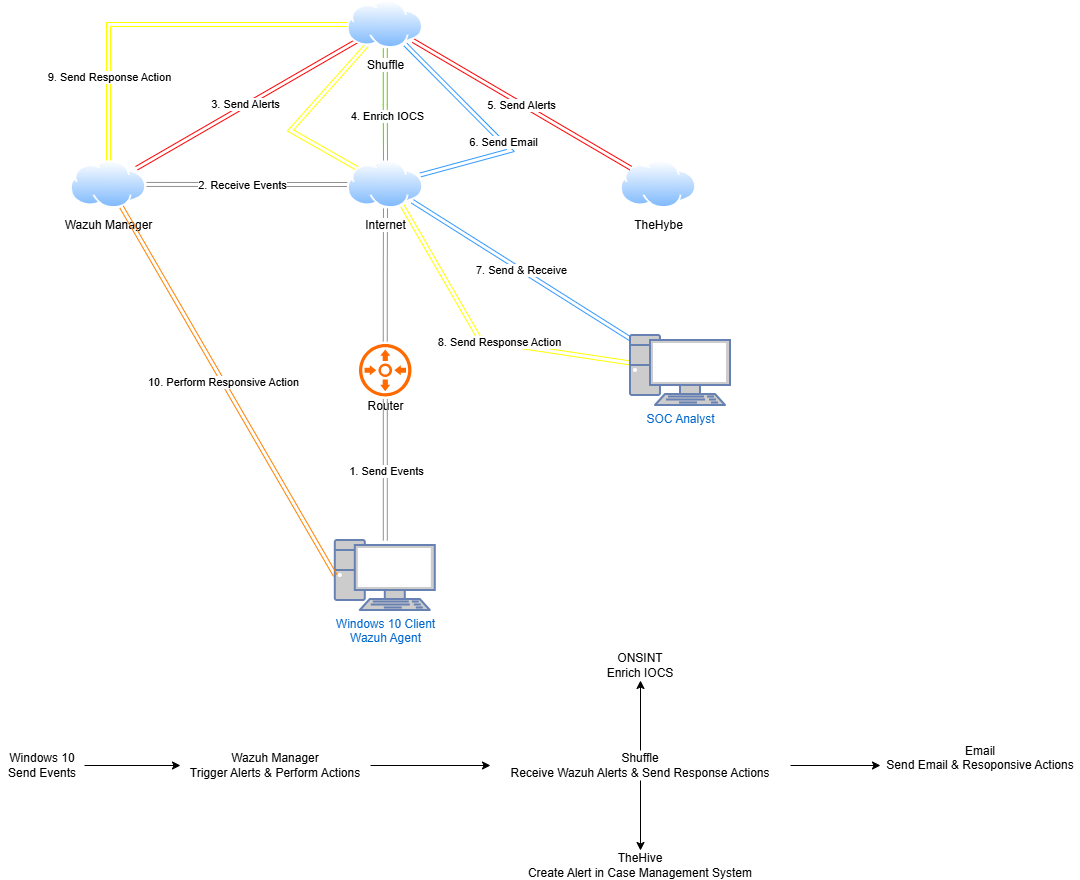 Shuffle
9. Send Response Action
3. Send Alerts
5. Send Alerts
4. Enrich IOCS
6. Send Email
2. Receive Events
Wazuh Manager
Internet
TheHybe
7. Send & Receive
8. Send Response Action
10. Perform Responsive Action
Router
SOC Analyst
1. Send Events
Windows 10 Client
Wazuh Agent
ONSINT
Enrich IOCS
Windows 10
Send Events
Wazuh Manager
Trigger Alerts & Perform Actions
Shuffle
Receive Wazuh Alerts & Send Response Actions
Email
Send Email & Resoponsive Actions
TheHive
Create Alert in Case Management System